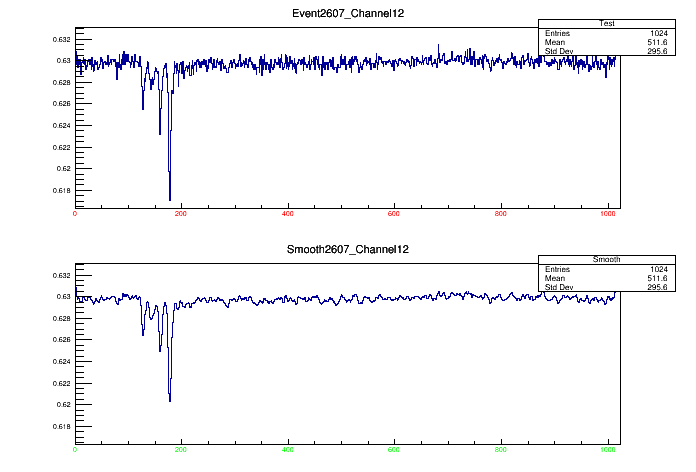 Event2607_Channel12
Test
Entries 1024
Mean 511.6
Std Dev 295.6
0.632
0.63
0.628
0.626
0.624
0.622
0.62
0.618
0 200 400 600 800 1000
Smooth2607_Channel12
Smooth
Entries 1024
Mean 511.6
Std Dev 295.6
0.632
0.63
0.628
0.626
0.624
0.622
0.62
0.618
0 200 400 600 800 1000